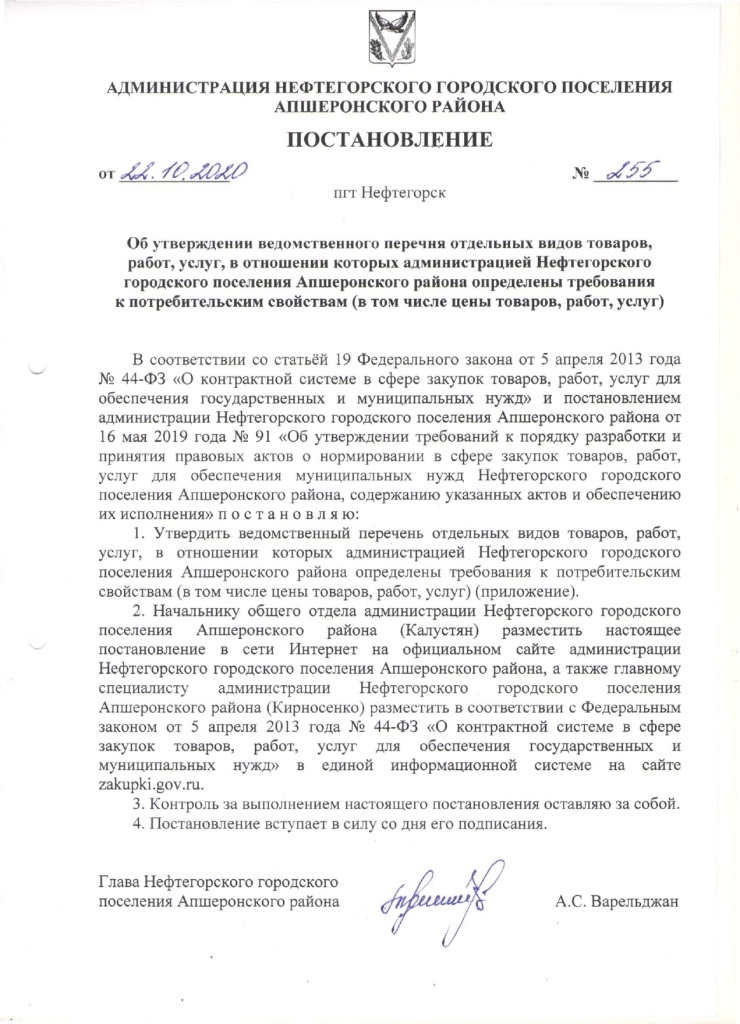 АДМИНИСТРАЦИЯ НЕФТЕГОРСКОГО ГОРОДСКОГО ПОСЕЛЕНИЯ
АПШЕРОНСКОГО РАЙОНА
ПОСТАНОВЛЕНИЕ
от 22.10.2020 № 255
пгт Нефтегорск
Об утверждении ведомственного перечня отдельных видов товаров,
работ, услуг, в отношении которых администрацией Нефтегорского
городского поселения Апшеронского района определены требования
к потребительским свойствам (в том числе цены товаров, работ, услуг)
В соответствии со статьёй 19 Федерального закона от 5 апреля 2013 года
№ 44-ФЗ «О контрактной системе в сфере закупок товаров, работ, услуг для
обеспечения государственных и муниципальных нужд» и постановлением
администрации Нефтегорского городского поселения Апшеронского района от
16 мая 2019 года № 91 «Об утверждении требований к порядку разработки и
принятия правовых актов о нормировании в сфере закупок товаров, работ,
услуг для обеспечения муниципальных нужд Нефтегорского городского
поселения Апшеронского района, содержанию указанных актов и обеспечению
их исполнения» п о с т а н о в л я ю:
1. Утвердить ведомственный перечень отдельных видов товаров, работ,
услуг, в отношении которых администрацией Нефтегорского городского
поселения Апшеронского района определены требования к потребительским
свойствам (в том числе цены товаров, работ, услуг) (приложение).
2. Начальнику общего отдела администрации Нефтегорского городского
поселения Апшеронского района (Калустян) разместить настоящее
постановление в сети Интернет на официальном сайте администрации
Нефтегорского городского поселения Апшеронского района, а также главному
специалисту администрации Нефтегорского городского поселения
Апшеронского района (Кирносенко) разместить в соответствии с Федеральным
законом от 5 апреля 2013 года № 44-ФЗ «О контрактной системе в сфере
закупок товаров, работ, услуг для обеспечения государственных и
муниципальных нужд» в единой информационной системе на сайте
zakupki.gov.ru.
3. Контроль за выполнением настоящего постановления оставляю за собой.
4. Постановление вступает в силу со дня его подписания.
Глава Нефтегорского городского
поселения Апшеронского района А.С. Варельджан